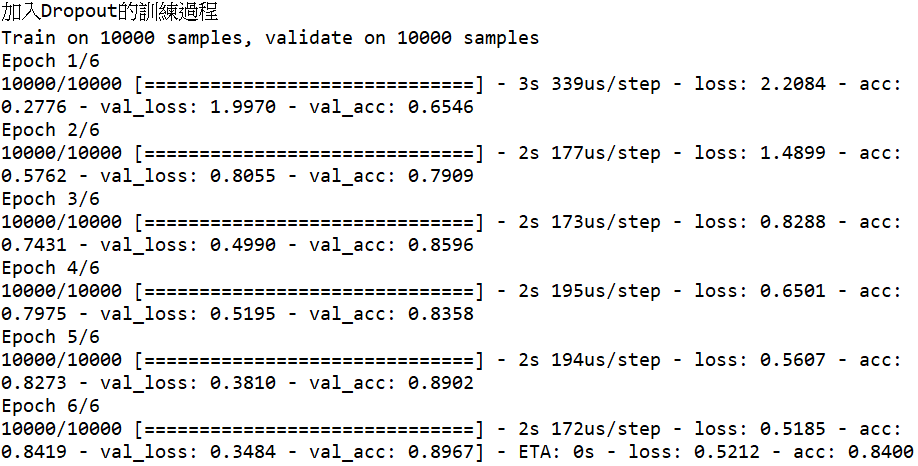 加入Dropout的訓練過程
Train on 10000 samples, validate on 10000 samples
Epoch 1/6
10000/10000 [==============================] - 3s 339us/step - loss: 2.2084 - acc:
0.2776 - val_loss: 1.9970 - val_acc: 0.6546
Epoch 2/6
10000/10000 [==============================] - 2s 177us/step - loss: 1.4899 - acc:
0.5762 - val_loss: 0.8055 - val_acc: 0.7909
Epoch 3/6
10000/10000 [==============================] - 2s 173us/step - loss: 0.8288 - acc:
0.7431 - val_loss: 0.4990 - val_acc: 0.8596
Epoch 4/6
10000/10000 [==============================] - 2s 195us/step - loss: 0.6501 - acc:
0.7975 - val_loss: 0.5195 - val_acc: 0.8358
Epoch 5/6
10000/10000 [==============================] - 2s 194us/step - loss: 0.5607 - acc:
0.8273 - val_loss: 0.3810 - val_acc: 0.8902
Epoch 6/6
10000/10000 [==============================] - 2s 172us/step - loss: 0.5185 - acc:
0.8419 - val_loss: 0.3484 - val_acc: 0.8967] - ETA: 0s - loss: 0.5212 - acc: 0.8400